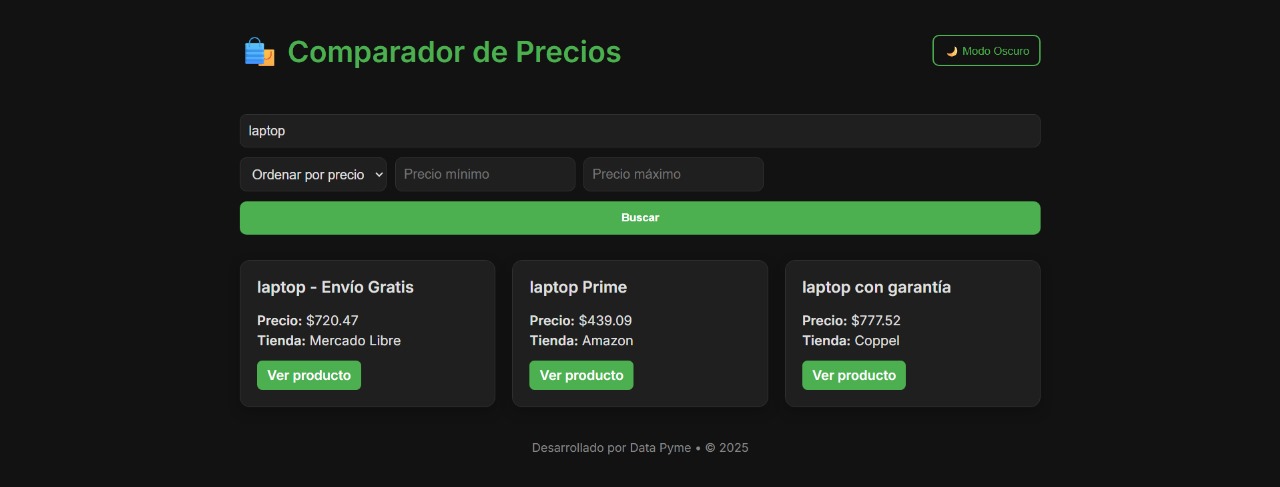 Comparador de Precios
Modo Oscuro
laptop
Ordenar por precio
Precio mínimo
Precio máximo
Buscar
laptop - Envío Gratis
Precio: $720.47
Tienda: Mercado Libre
Ver producto
laptop Prime
Precio: $439.09
Tienda: Amazon
Ver producto
laptop con garantía
Precio: $777.52
Tienda: Coppel
Ver producto
Desarrollado por Data Pyme • © 2025